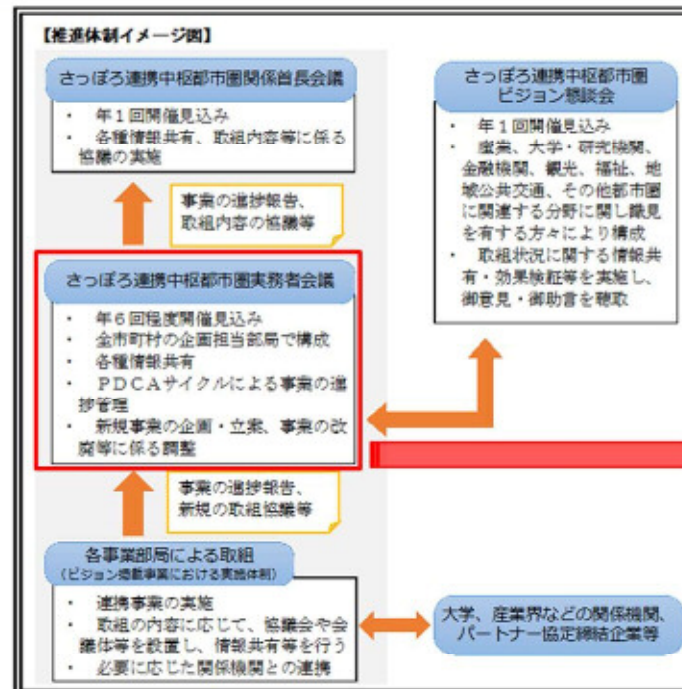 【推進体制イメージ図】
さっぽろ連携中枢都市圏関係首長会議
・ 年１回開催見込み
・ 各種情報共有、取組内容等に係る
協議の実施
事業の進捗報告、
取組内容の協議等
さっぽろ連携中枢都市圏実務者会議
・ 年６回程度開催見込み
・ 全市町村の企画担当部局で構成
・ 各種情報共有
・ ＰＤＣＡサイクルによる事業の進
捗管理
・ 新規事業の企画・立案、事業の改
廃等に係る調整
事業の進捗報告、
新規の取組協議等
各事業部局による取組
（ビジョン掲載事業における実施体制）
・ 連携事業の実施
・ 取組の内容に応じて、協議会や会
議体等を設置し、情報共有等を行う
・ 必要に応じた関係機関との連携
さっぽろ連携中枢都市圏
ビジョン懇談会
・ 年１回開催見込み
・ 産業、大学・研究機関、
金融機関、観光、福祉、地
域公共交通、その他都市圏
に関連する分野に関し識見
を有する方々により構成
・ 取組状況に関する情報共
有・効果検証等を実施し、
御意見・御助言を聴取
大学、産業界などの関係機関、
パートナー協定締結企業等